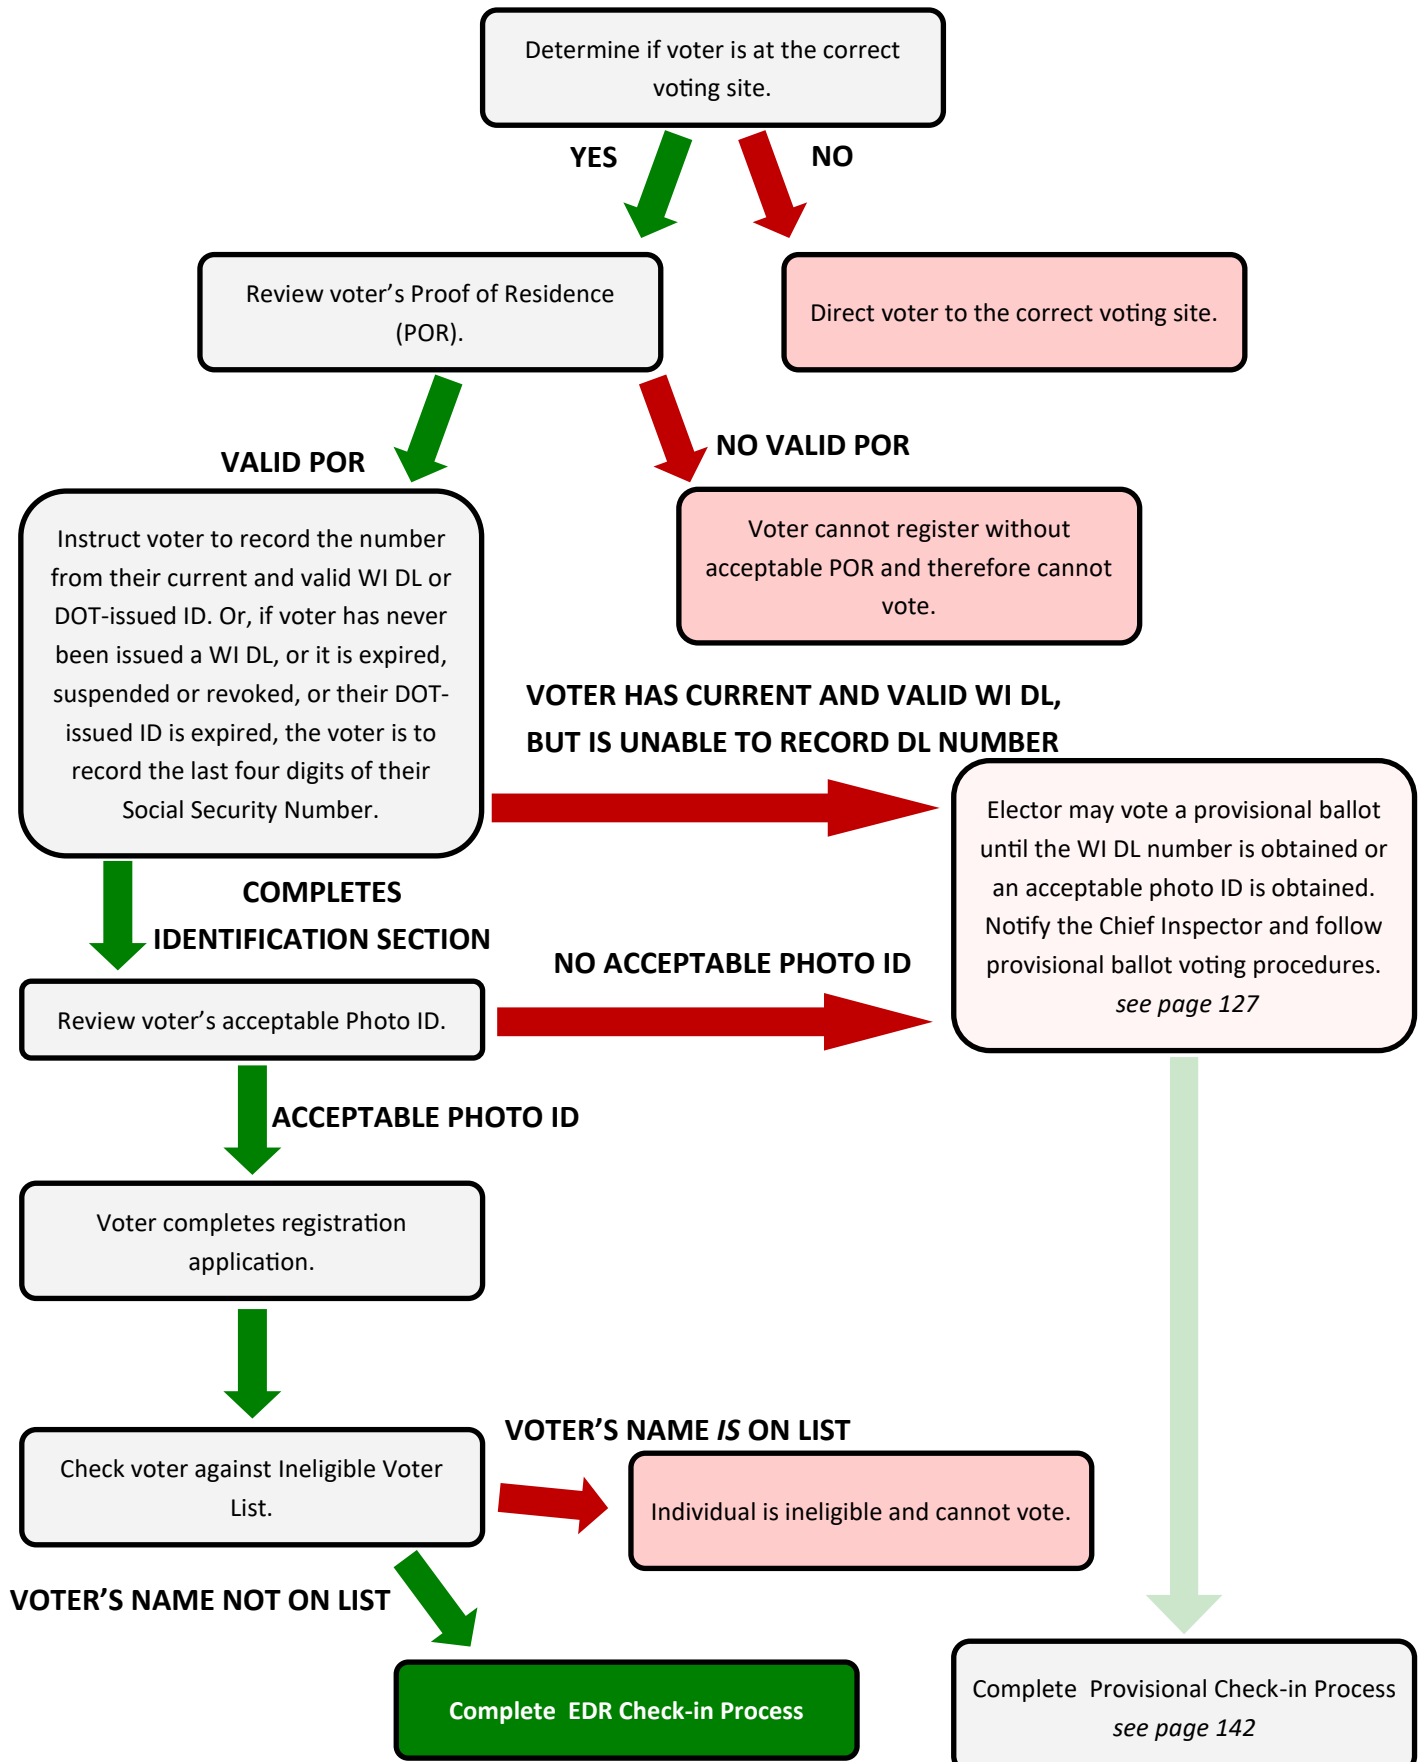 Determine if voter is at the correct
voting site.
YES
NO
Review voter’s Proof of Residence
(POR).
Direct voter to the correct voting site.
VALID POR
NO VALID POR
Instruct voter to record the number
from their current and valid WI DL or
DOT-issued ID. Or, if voter has never
been issued a WI DL, or it is expired,
suspended or revoked, or their DOT-
issued ID is expired, the voter is to
record the last four digits of their
Social Security Number.
Voter cannot register without
acceptable POR and therefore cannot
vote.
VOTER HAS CURRENT AND VALID WI DL,
BUT IS UNABLE TO RECORD DL NUMBER
Elector may vote a provisional ballot
until the WI DL number is obtained or
an acceptable photo ID is obtained.
Notify the Chief Inspector and follow
provisional ballot voting procedures.
see page 127
COMPLETES
IDENTIFICATION SECTION
NO ACCEPTABLE PHOTO ID
Review voter’s acceptable Photo ID.
ACCEPTABLE PHOTO ID
Voter completes registration
application.
Check voter against Ineligible Voter
List.
VOTER’S NAME IS ON LIST
Individual is ineligible and cannot vote.
VOTER’S NAME NOT ON LIST
Complete EDR Check-in Process
Complete Provisional Check-in Process
see page 142